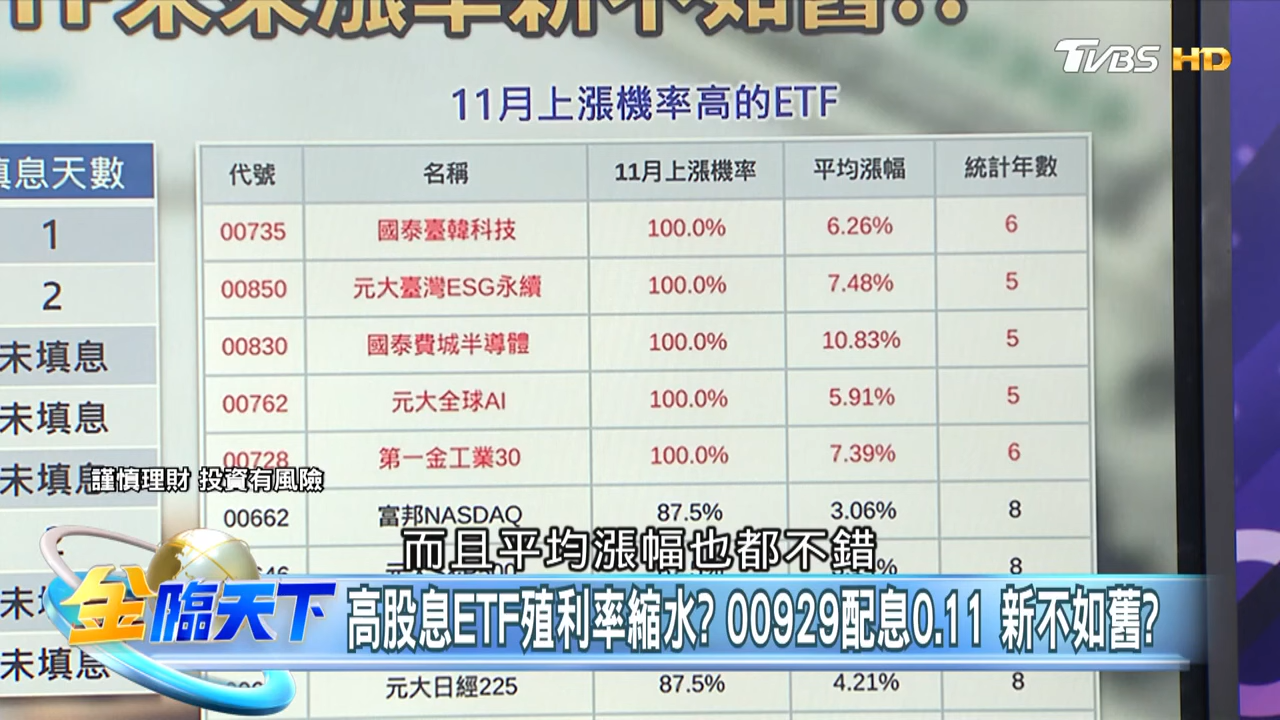 未來漲率新不如舊??
TVBS HD
11月上漲機率高的ETF
填息天數
1
2
未填息
未填息
未填息
代號 名稱 11月上漲機率 平均漲幅 統計年數
00735 國泰臺韓科技 100.0% 6.26% 6
00850 元大臺灣ESG永續 100.0% 7.48% 5
00830 國泰費城半導體 100.0% 10.83% 5
00762 元大全球AI 100.0% 5.91% 5
00728 第一金工業30 100.0% 7.39% 6
00662 富邦NASDAQ 87.5% 3.06% 8
8
元大日經225 87.5% 4.21% 8
未填息
謹慎理財 投資有風險
而且平均漲幅也都不錯
金臨天下
高股息ETF殖利率縮水? 00929配息0.11 新不如舊?